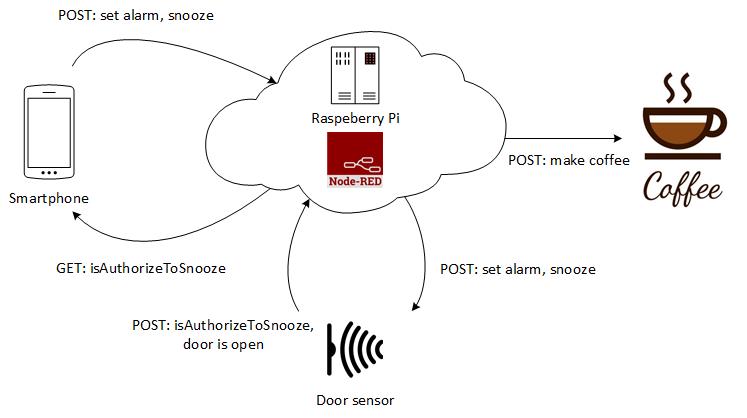 POST: set alarm, snooze
Raspeberry Pi
Node-RED
POST: make coffee
Coffee
Smartphone
GET: isAuthorizeToSnooze
POST: set alarm, snooze
POST: isAuthorizeToSnooze,
door is open
Door sensor